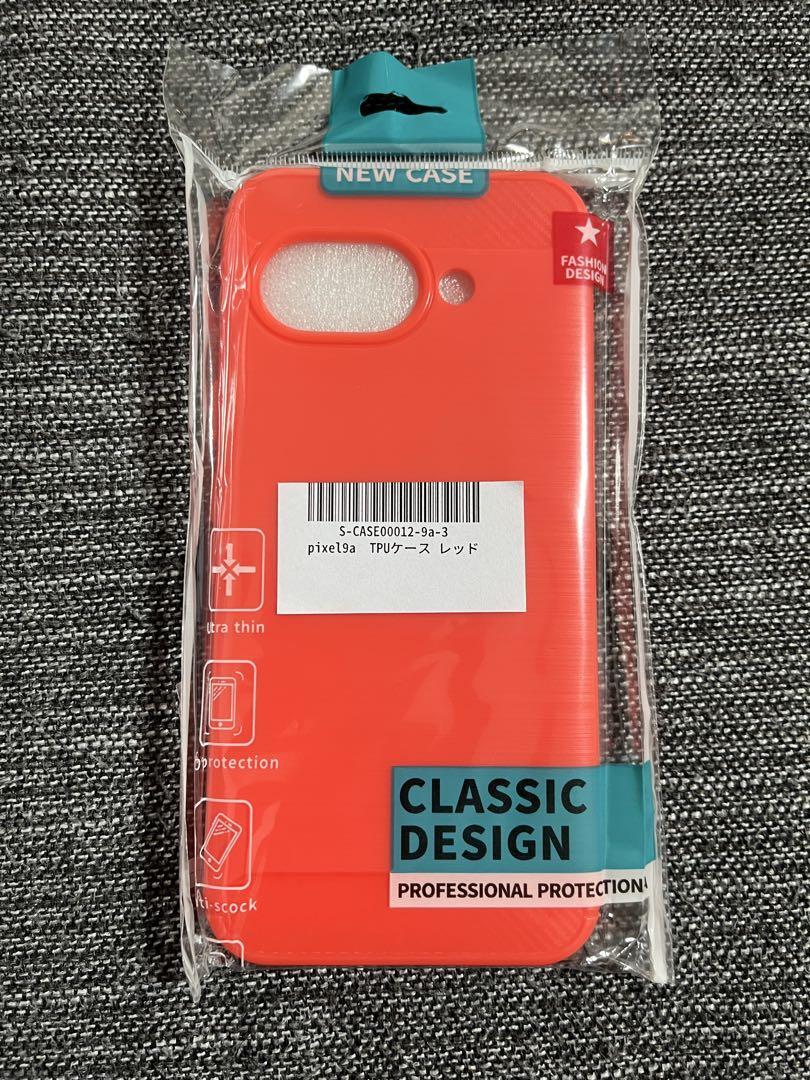 NEW CASE
FASHION
DESIGN
S-CASE00012-9a-3
pixel9a TPUケース レッド
tra thin
protection
ti-scock
CLASSIC
DESIGN
PROFESSIONAL PROTECTION